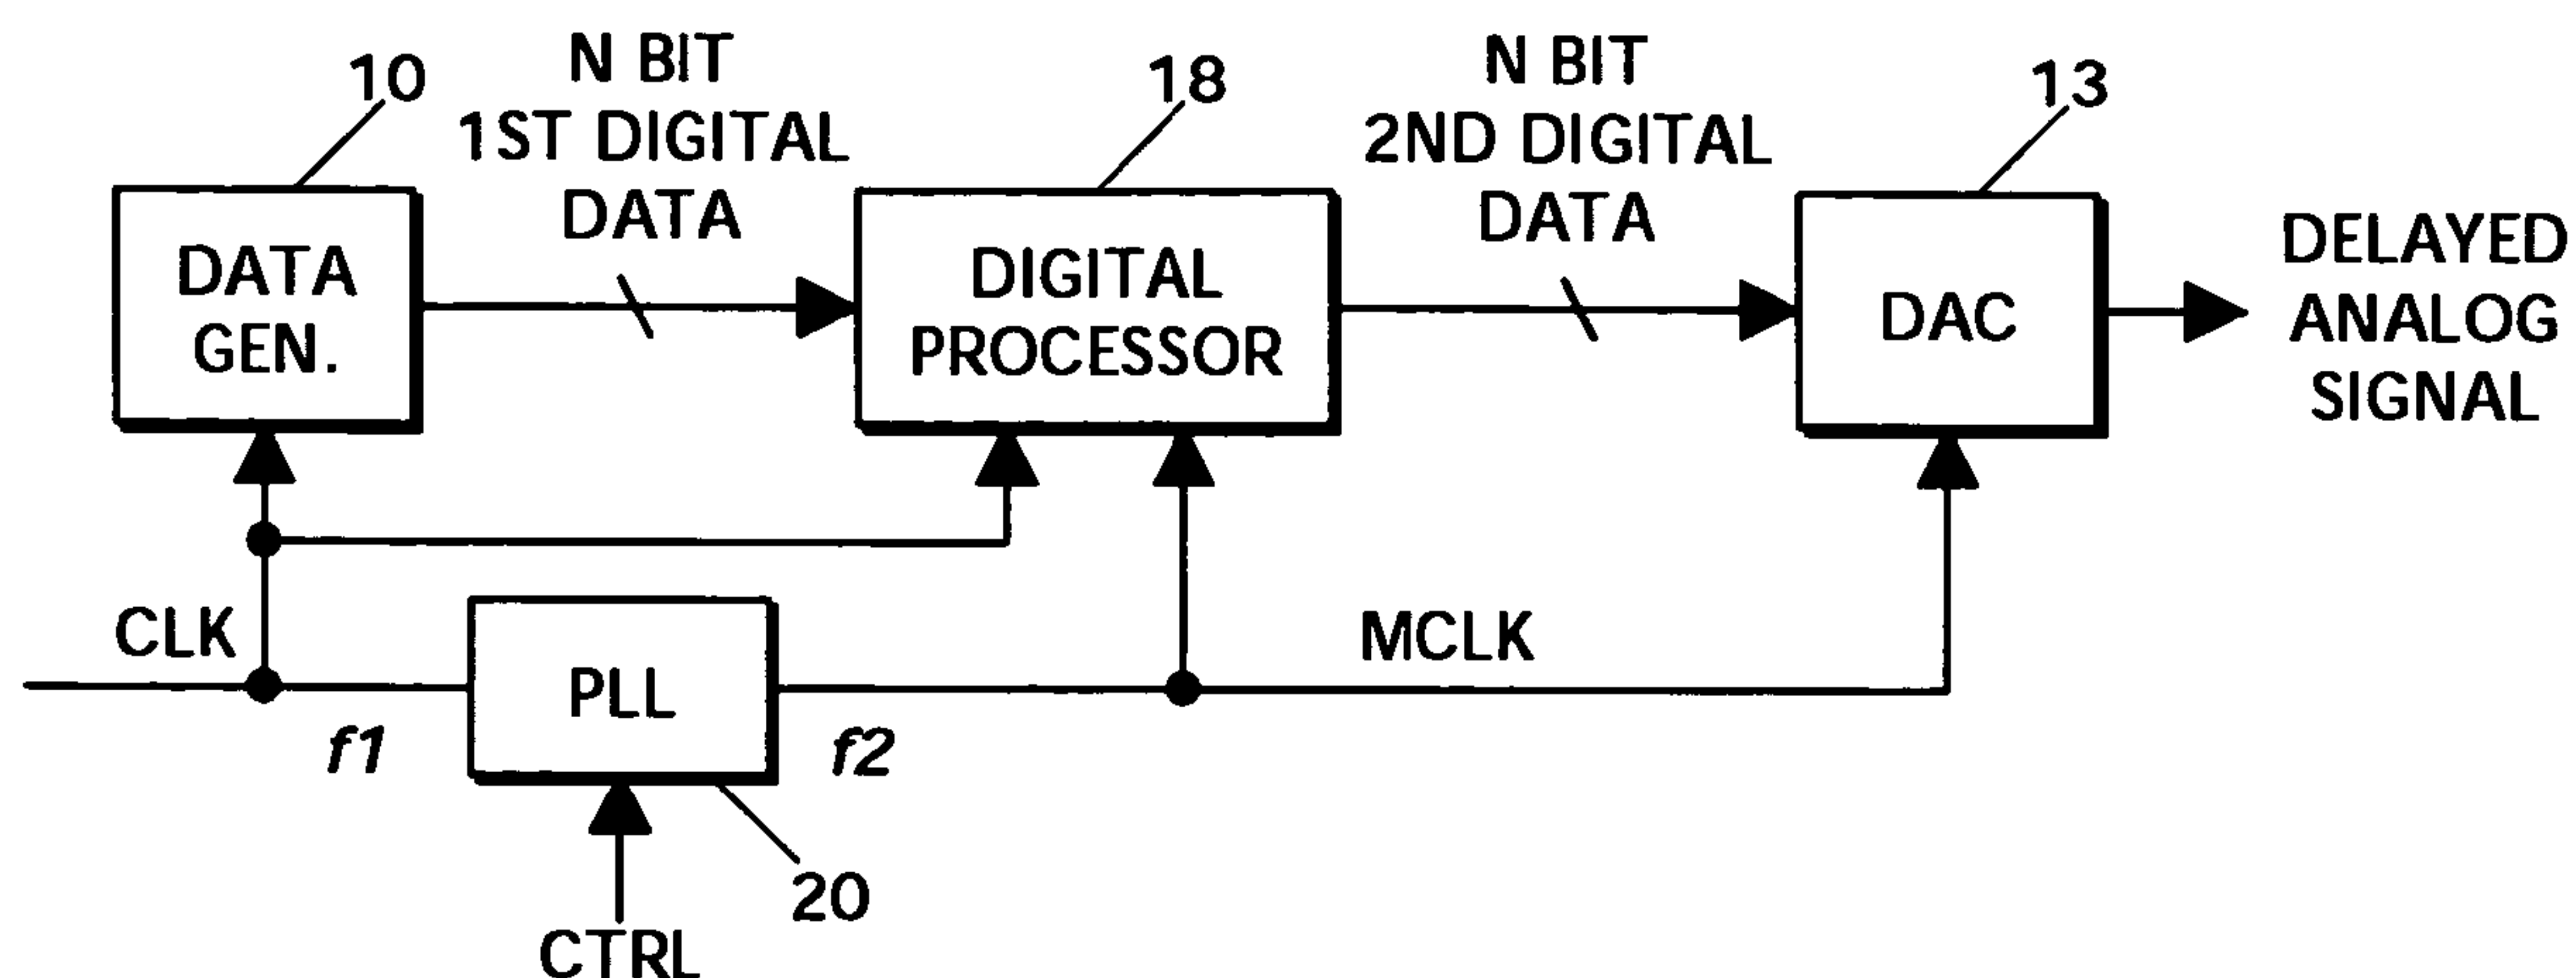 10
N BIT
1ST DIGITAL
DATA
18
N BIT
2ND DIGITAL
DATA
13
DATA
GEN.
DIGITAL
PROCESSOR
DAC
DELAYED
ANALOG
SIGNAL
CLK
f1
PLL
f2
MCLK
20
CTRL